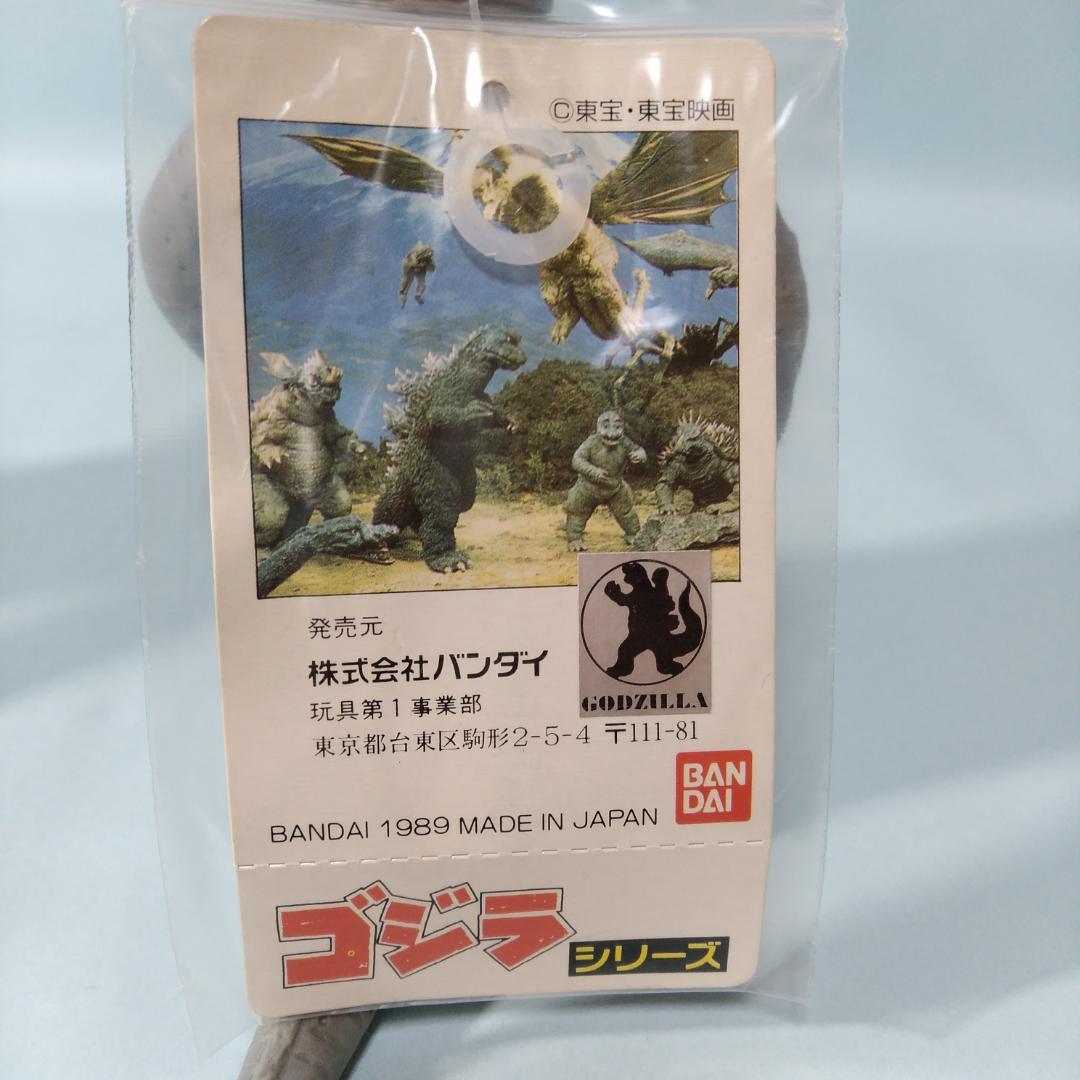 ©東宝・東宝映画
発売元
株式会社バンダイ
玩具第1事業部
東京都台東区駒形2-5-4 〒111-81
GODZILLA
BAN
DAI
BANDAI 1989 MADE IN JAPAN
ゴジラ
シリーズ